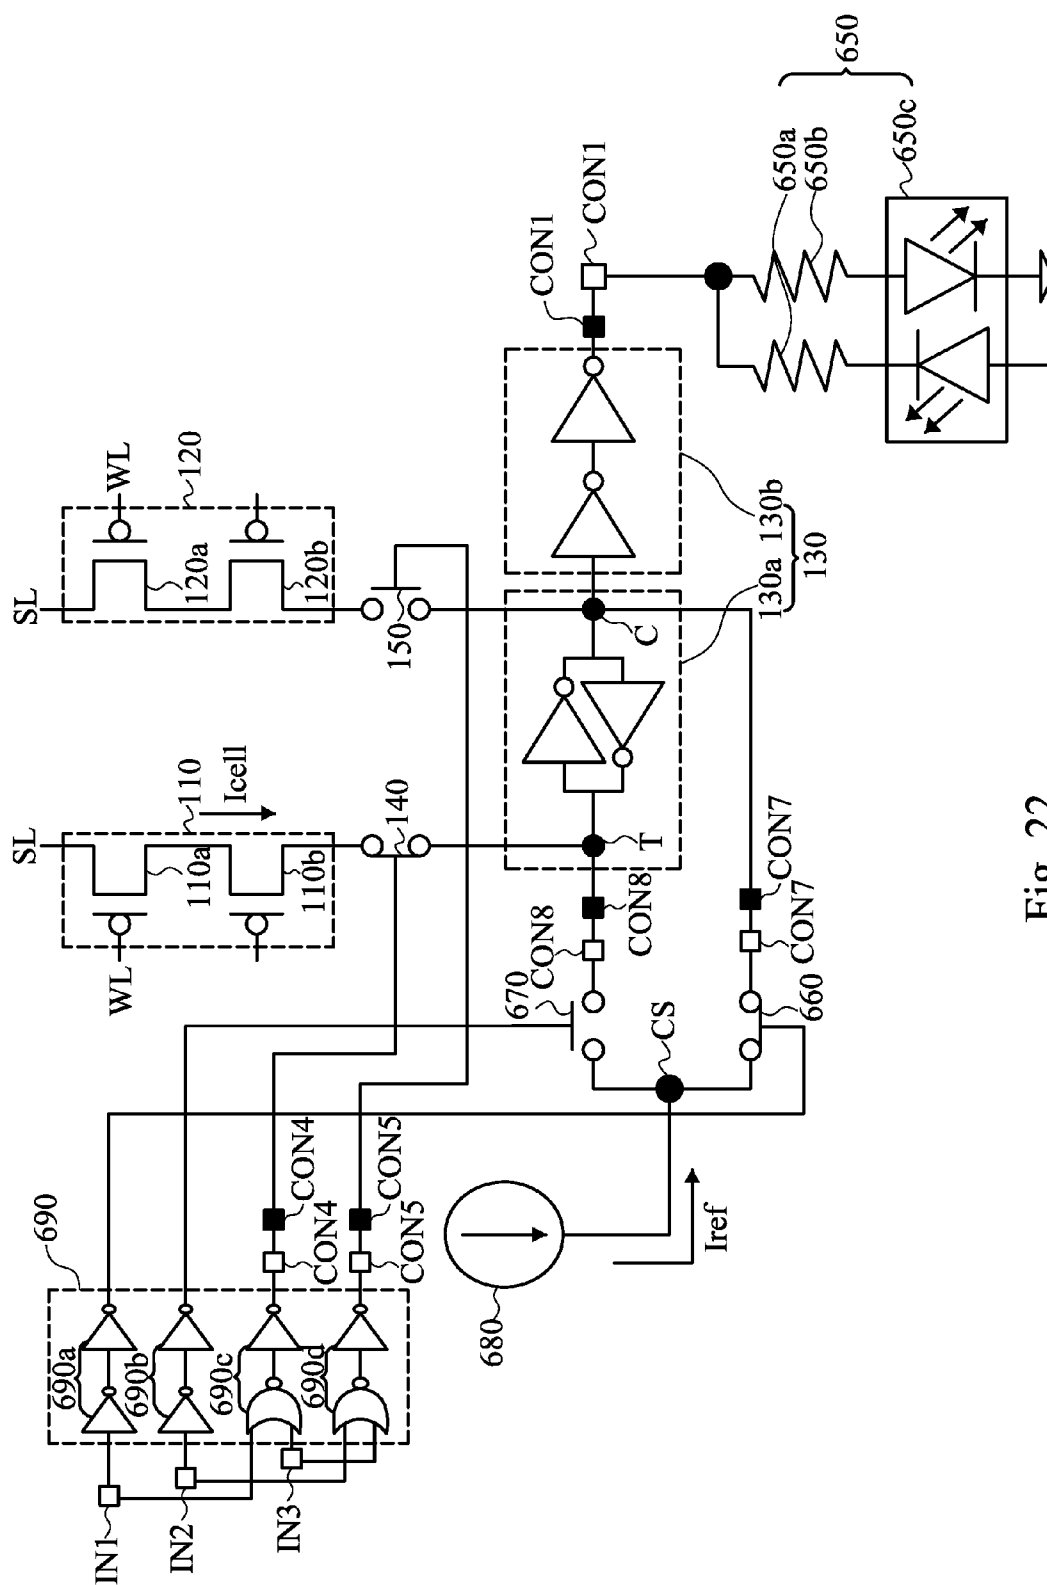 SL
SL
WL
120
120a
120b
WL
110
110a
110b
Icell
150
140
690
690a
690b
690c
690d
IN1
IN2
IN3
CON4
CON4
CON5
CON5
680
Iref
CS
670
660
CON8
CON8
CON7
CON7
T
C
130a 130b
130
CON1
CON1
650
650a
650b
650c
Fig. 22